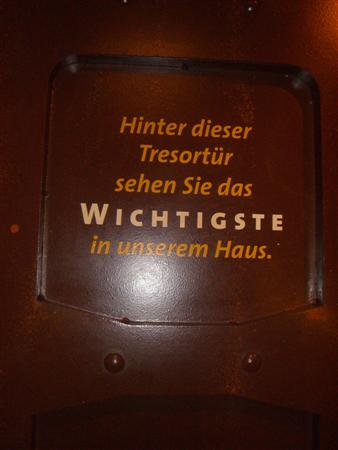 Hinter dieser
Tresortür
sehen Sie das
WICHTIGSTE
in unserem Haus.